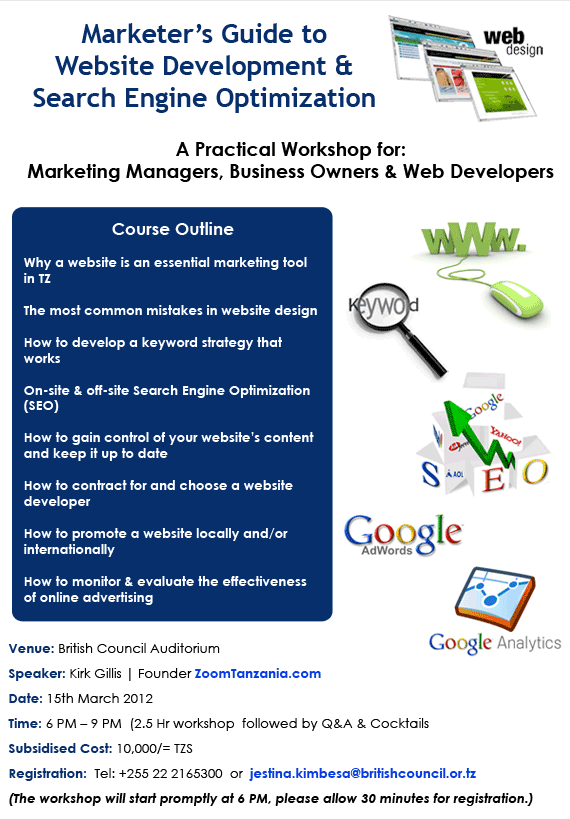 Marketer's Guide to
Website Development &
Search Engine Optimization
web
design
A Practical Workshop for:
Marketing Managers, Business Owners & Web Developers
Course Outline
Why a website is an essential marketing tool
in TZ
The most common mistakes in website design
How to develop a keyword strategy that
works
On-site & off-site Search Engine Optimization
(SEO)
How to gain control of your website's content
and keep it up to date
How to contract for and choose a website
developer
How to promote a website locally and/or
internationally
How to monitor & evaluate the effectiveness
of online advertising
www.
Keyword
Google
YAHOO!
AOL
SEO
Google
AdWords
Google Analytics
Venue: British Council Auditorium
Speaker: Kirk Gillis | Founder ZoomTanzania.com
Date: 15th March 2012
Time: 6 PM – 9 PM (2.5 Hr workshop followed by Q&A & Cocktails
Subsidised Cost: 10,000/= TZS
Registration: Tel: +255 22 2165300 or jestina.kimbesa@britishcouncil.or.tz
(The workshop will start promptly at 6 PM, please allow 30 minutes for registration.)